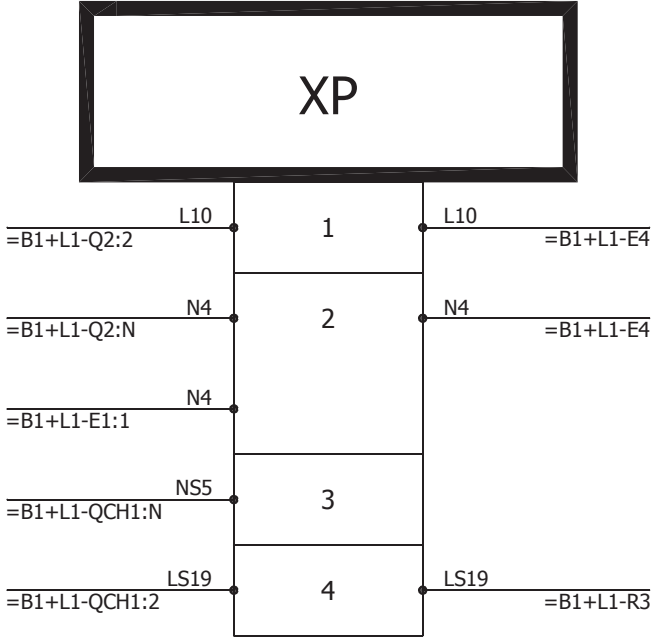 XP
L10 1 L10
=B1+L1-Q2:2 =B1+L1-E4
N4 2 N4
=B1+L1-Q2:N =B1+L1-E4
N4
=B1+L1-E1:1
NS5 3
=B1+L1-QCH1:N
LS19 4 LS19
=B1+L1-QCH1:2 =B1+L1-R3